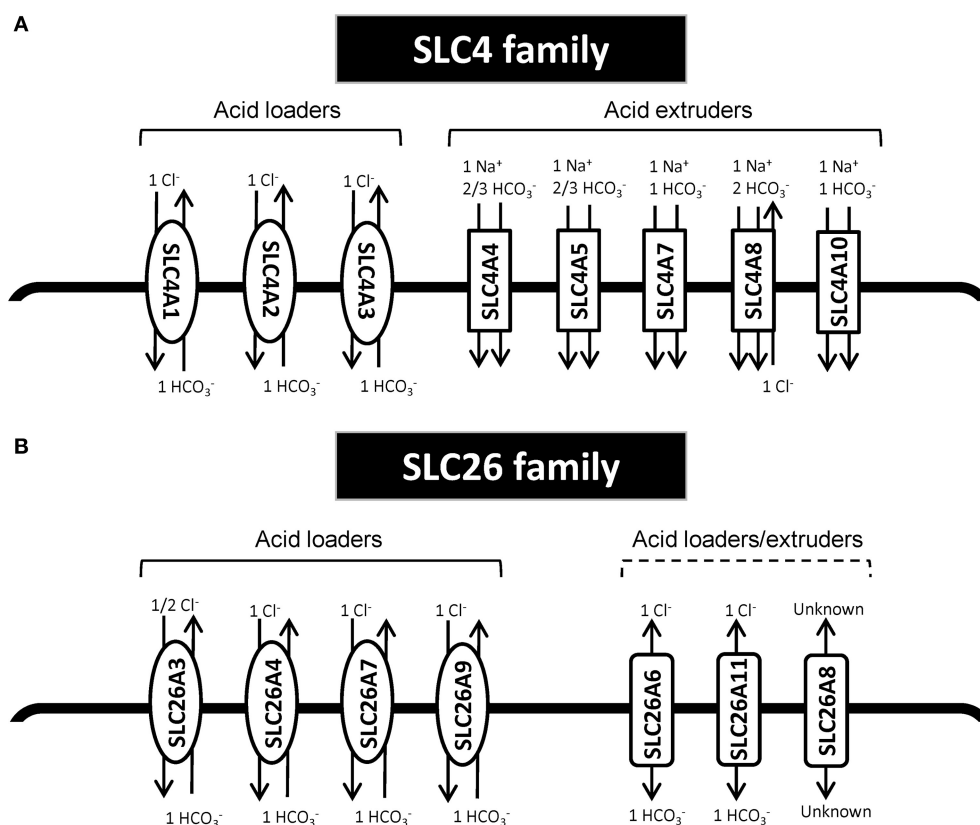 A
SLC4 family
Acid loaders
Acid extruders
1 Cl⁻
1 Cl⁻
1 Cl⁻
1 Na⁺
2/3 HCO₃⁻
1 Na⁺
2/3 HCO₃⁻
1 Na⁺
1 HCO₃⁻
1 Na⁺
2 HCO₃⁻
1 Na⁺
1 HCO₃⁻
SLC4A1
SLC4A2
SLC4A3
SLC4A4
SLC4A5
SLC4A7
SLC4A8
SLC4A10
1 HCO₃⁻
1 HCO₃⁻
1 HCO₃⁻
1 Cl⁻
B
SLC26 family
Acid loaders
Acid loaders/extruders
1/2 Cl⁻
1 Cl⁻
1 Cl⁻
1 Cl⁻
1 Cl⁻
1 Cl⁻
Unknown
SLC26A3
SLC26A4
SLC26A7
SLC26A9
SLC26A6
SLC26A11
SLC26A8
1 HCO₃⁻
1 HCO₃⁻
1 HCO₃⁻
1 HCO₃⁻
1 HCO₃⁻
1 HCO₃⁻
Unknown